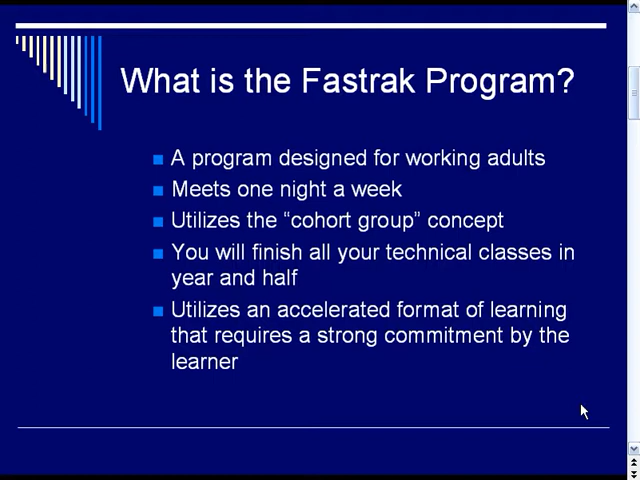 What is the Fastrak Program?
A program designed for working adults
Meets one night a week
Utilizes the “cohort group” concept
You will finish all your technical classes in
year and half
Utilizes an accelerated format of learning
that requires a strong commitment by the
learner